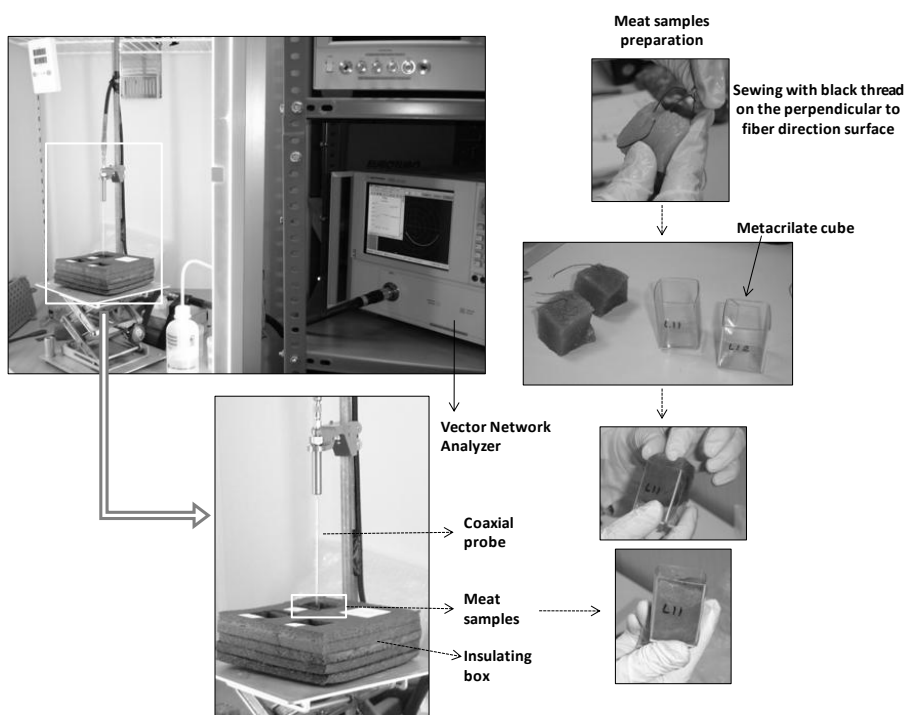 Meat samples
preparation
Sewing with black thread
on the perpendicular to
fiber direction surface
Metacrilate cube
L11
L12
Vector Network
Analyzer
L11
Coaxial
probe
Meat
samples
L11
Insulating
box